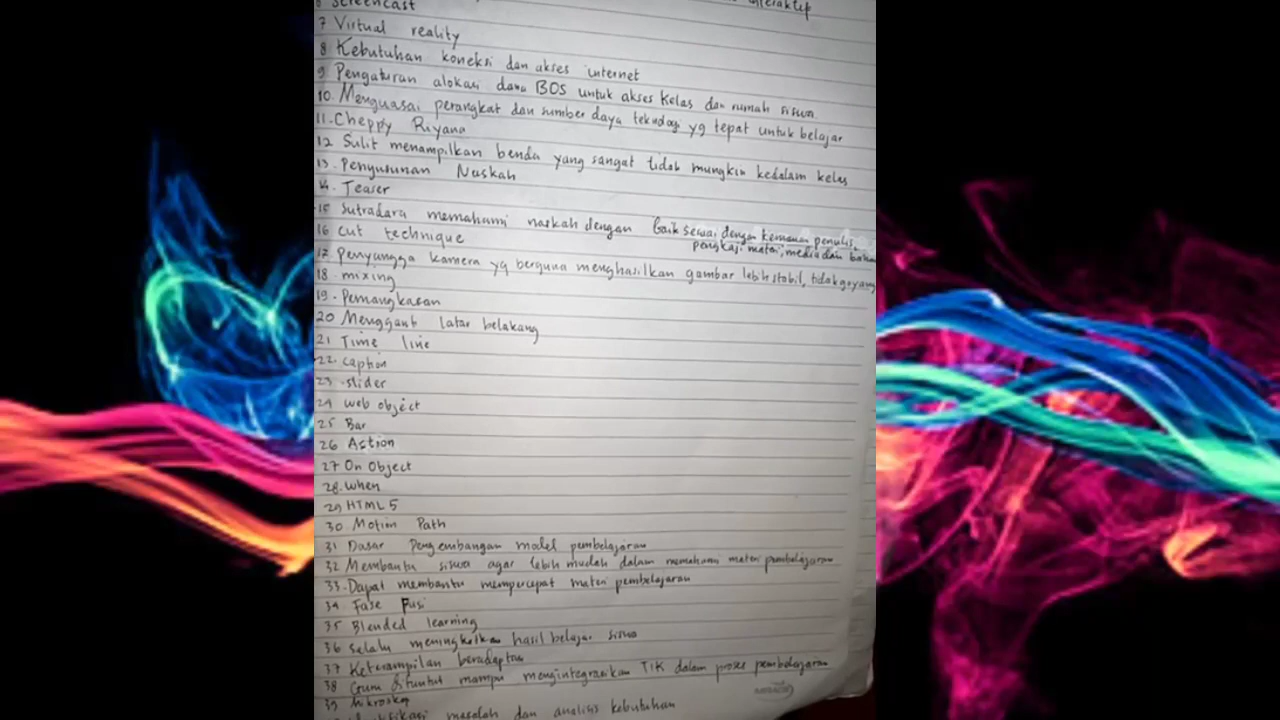 interaktip
6 Screencast
7 Virtual reality
8 Kebutuhan koneksi dan akses internet
9 Pengaturan alokasi dana BOS untuk akses Kelas dan rumah siswa
10. Menguasai perangkat dan sumber daya teknologi yg tepat untuk belajar
11. Cheppy Riyana
12 Sulit menampilkan benda yang sangat tidak mungkin kedalam kelas
13. Penyusunan Naskah
14. Teaser
15 Sutradara memahami naskah dengan baik sesuai dengan kemauan penulis,
pengkaji materi, media dan bahasa
16 Cut technique
17 Penyangga kamera yg berguna menghasilkan gambar lebih stabil, tidak goyang
18. mixing
19. Pemangkasan
20 Mengganti latar belakang
21 Time line
22. caption
23. slider
24 web object
25 Bar
26 Action
27 On Object
28. When
29 HTML 5
30 Motion Path
31 Dasar Pengembangan model pembelajaran
32 Membantu siswa agar lebih mudah dalam memahami materi pembelajaran
33. Dapat membantu mempercepat materi pembelajaran
34 Fase Fusi
35 Blended learning
36 Selalu meningkatkan hasil belajar siswa
37 Keterampilan beradaptasi
38 Guru dituntut mampu mengintegrasikan TIK dalam proses pembelajaran
39 Mikroskop
masalah dan analisis kebutuhan